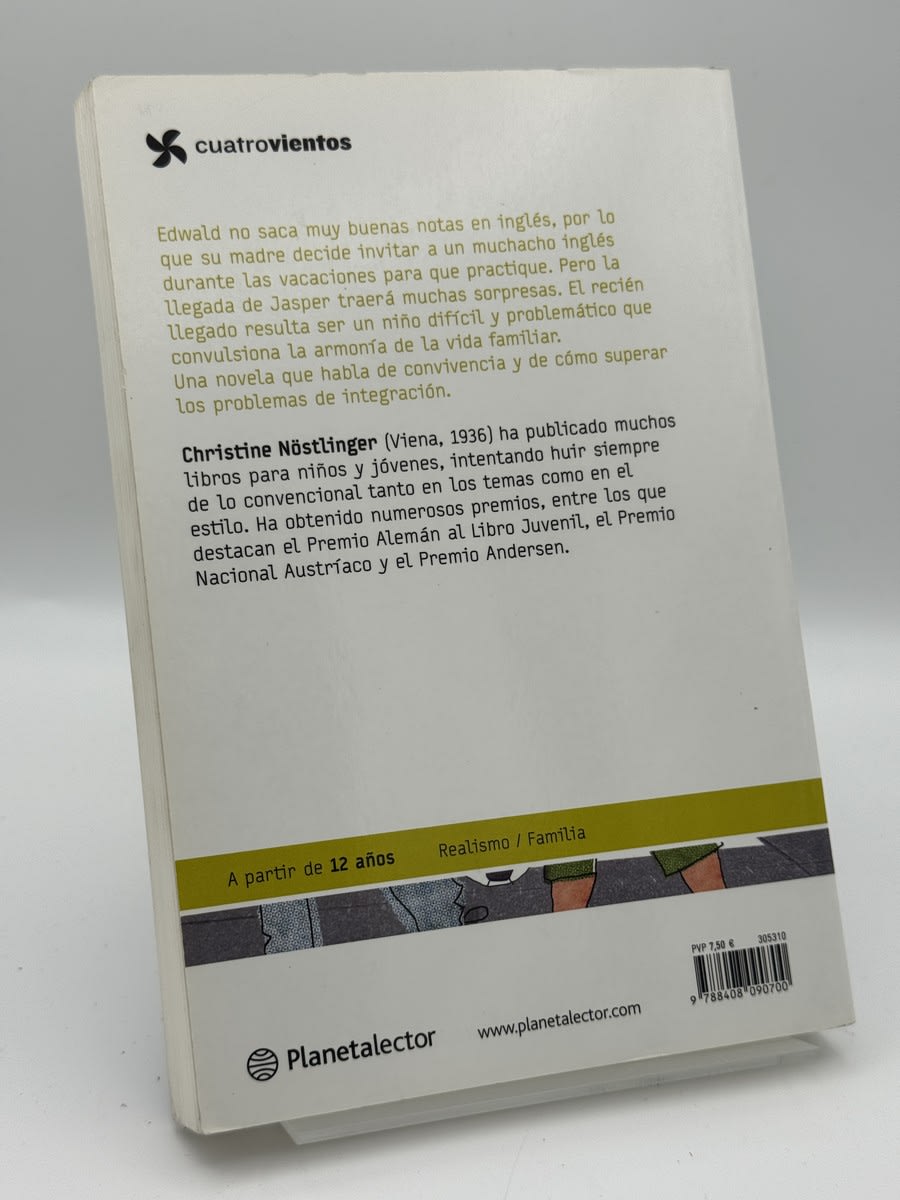 cuatrovientos
Edwald no saca muy buenas notas en inglés, por lo
que su madre decide invitar a un muchacho inglés
durante las vacaciones para que practique. Pero la
llegada de Jasper traerá muchas sorpresas. El recién
llegado resulta ser un niño difícil y problemático que
convulsiona la armonía de la vida familiar.
Una novela que habla de convivencia y de cómo superar
los problemas de integración.
Christine Nöstlinger (Viena, 1936) ha publicado muchos
libros para niños y jóvenes, intentando huir siempre
de lo convencional tanto en los temas como en el
estilo. Ha obtenido numerosos premios, entre los que
destacan el Premio Alemán al Libro Juvenil, el Premio
Nacional Austríaco y el Premio Andersen.
A partir de 12 años Realismo / Familia
PVP 7,50 € 305310
9 788408 090700
Planetalector www.planetalector.com